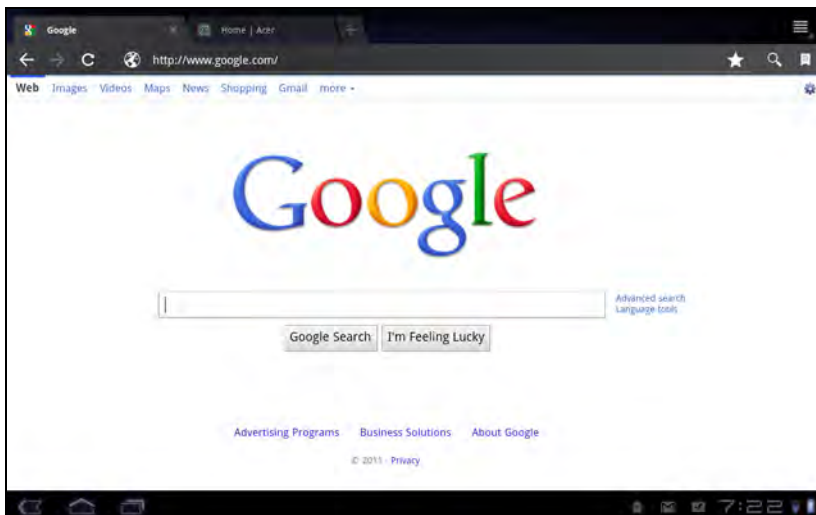 Google
Home | Acer
http://www.google.com/
Web Images Videos Maps News Shopping Gmail more
Google
Advanced search
Language tools
Google Search I'm Feeling Lucky
Advertising Programs Business Solutions About Google
© 2011 - Privacy
7:22